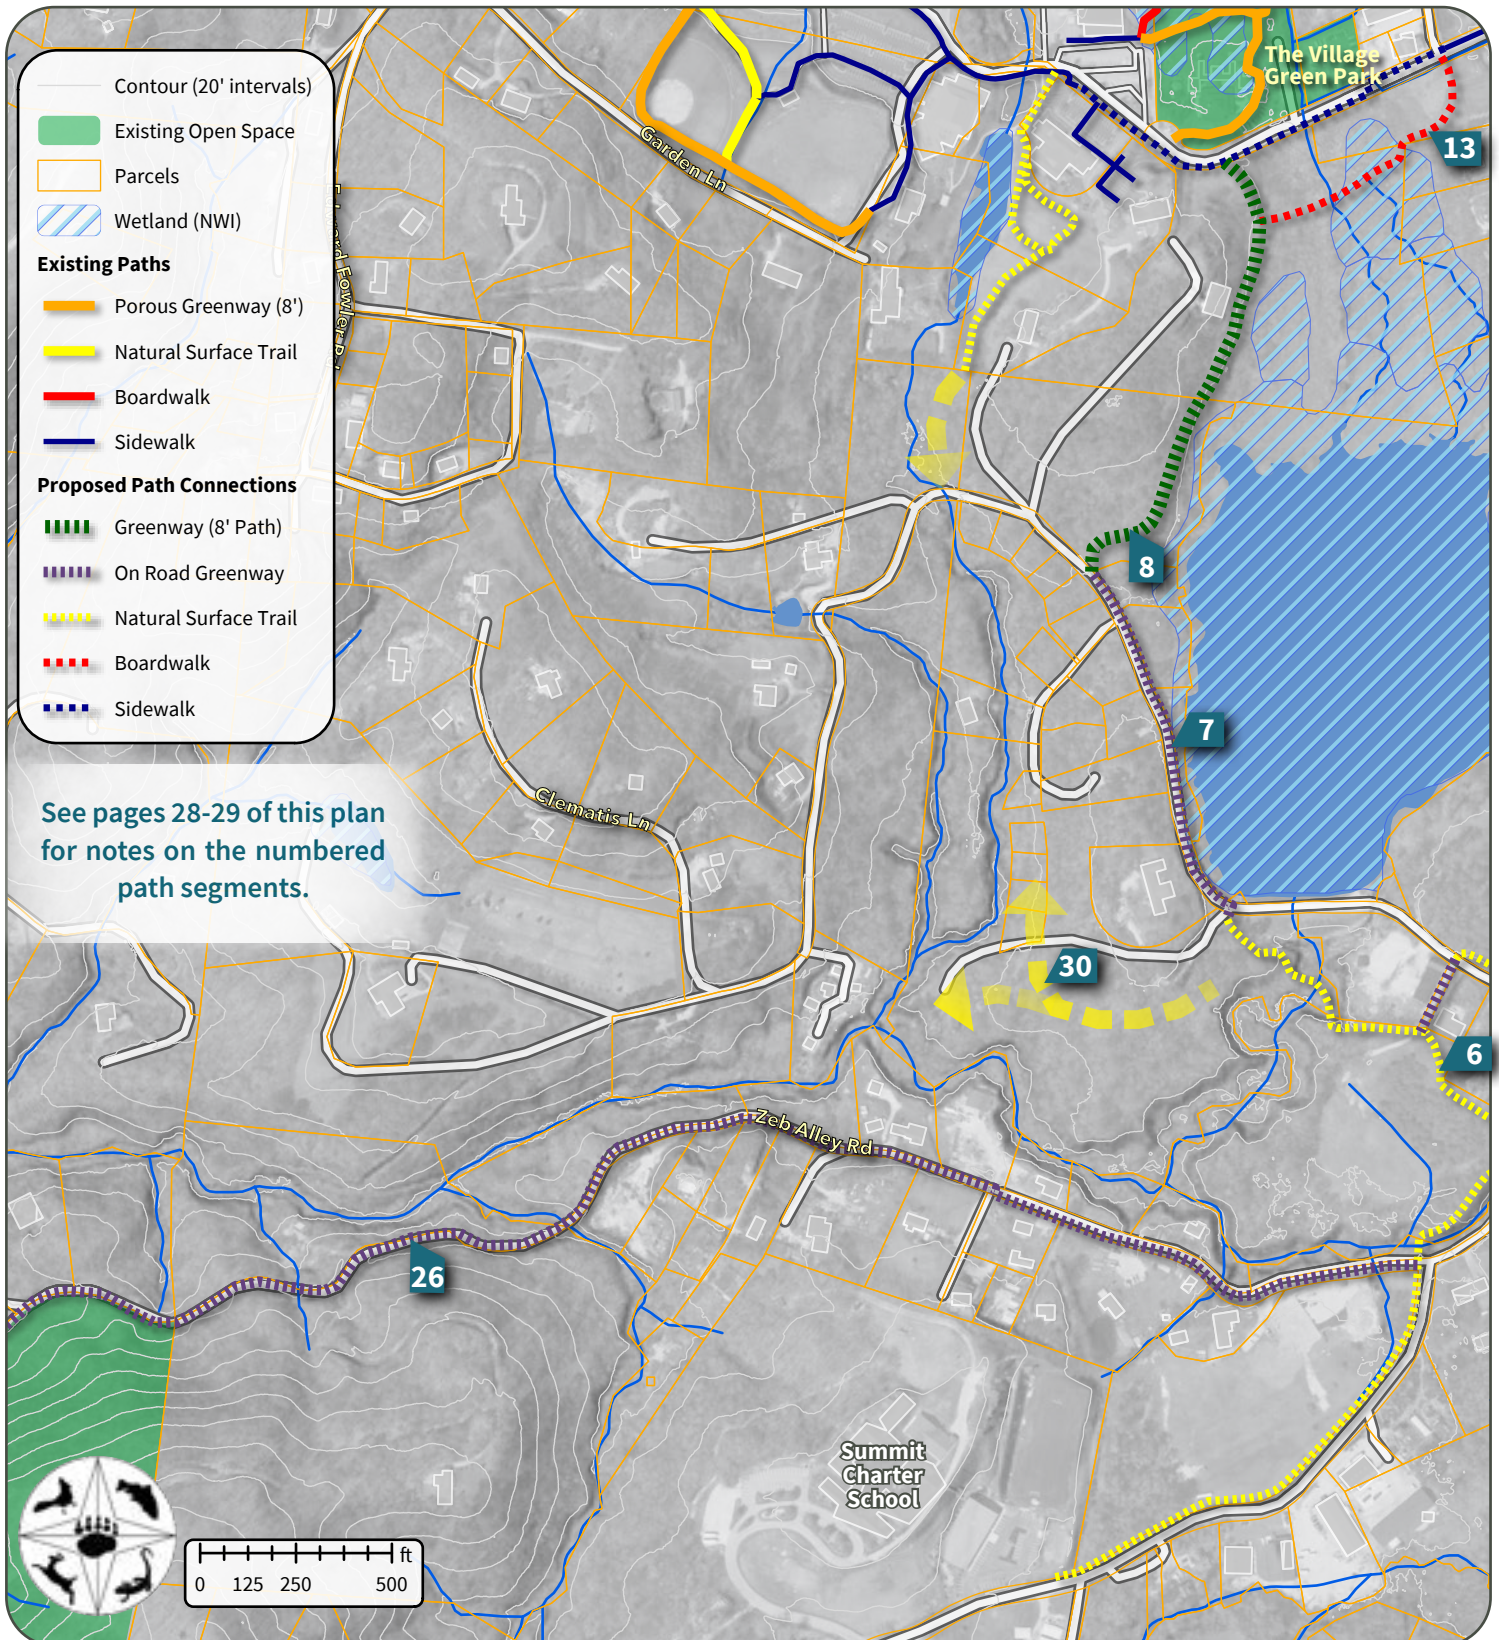 Contour (20' intervals)
Existing Open Space
Parcels
Wetland (NWI)
Existing Paths
Porous Greenway (8')
Natural Surface Trail
Boardwalk
Sidewalk
Proposed Path Connections
Greenway (8' Path)
On Road Greenway
Natural Surface Trail
Boardwalk
Sidewalk
See pages 28-29 of this plan
for notes on the numbered
path segments.
The Village
Green Park
13
Garden Ln
Fowler
8
7
Clematis Ln
30
6
Zeb Alley Rd
26
Summit
Charter
School
ft
0 125 250 500